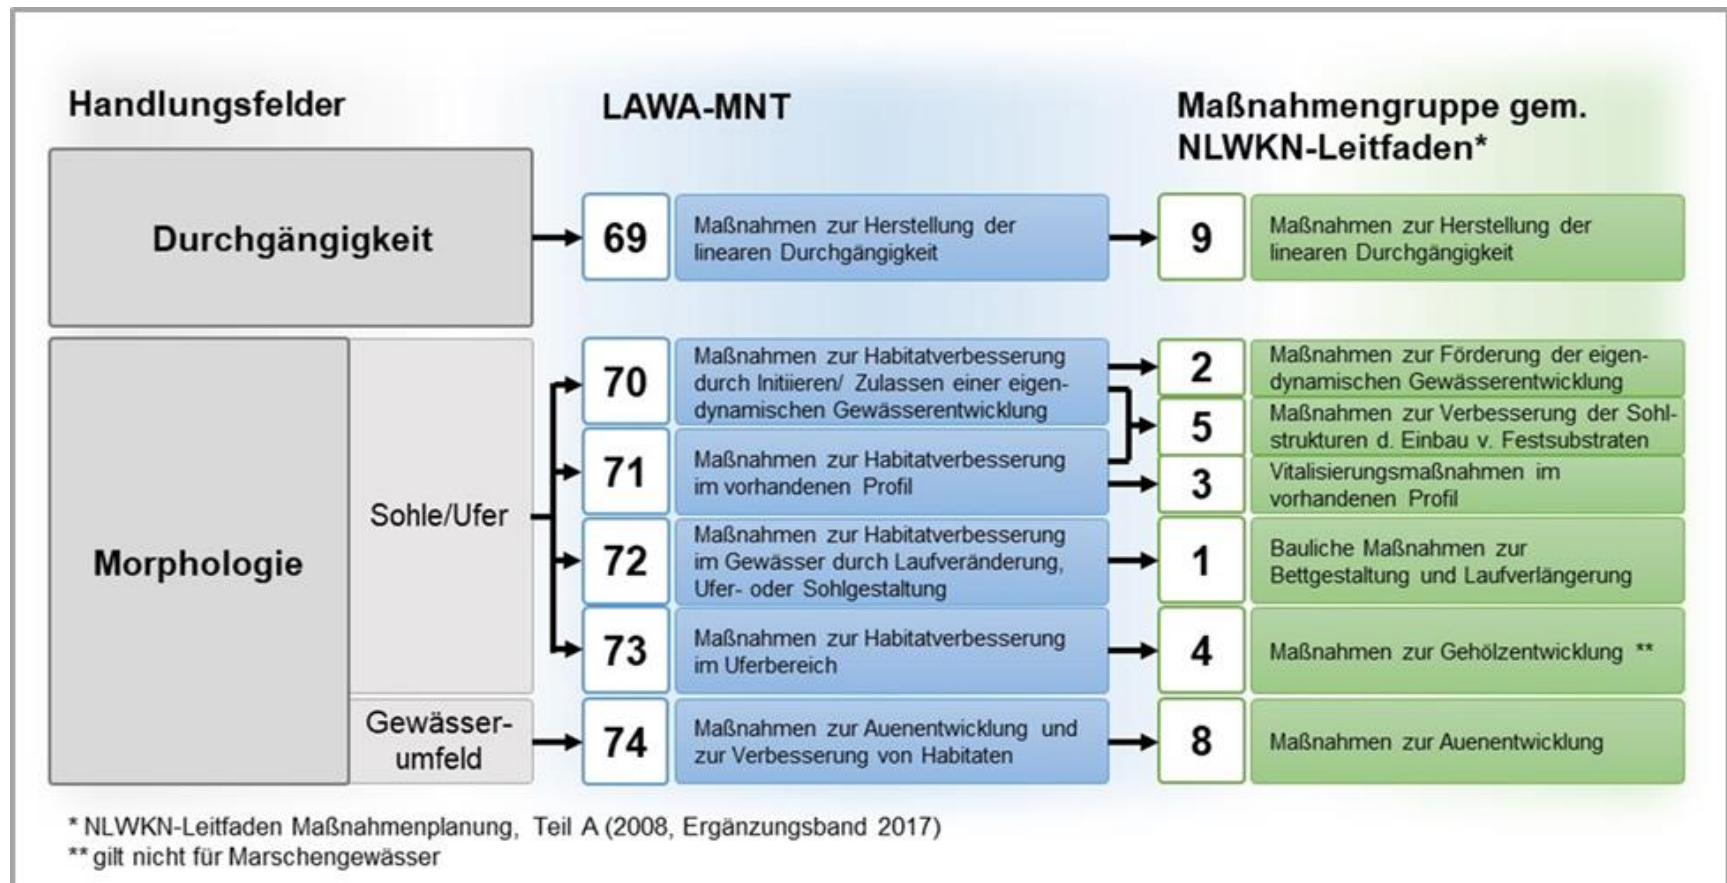 Handlungsfelder
LAWA-MNT
Maßnahmengruppe gem.
NLWKN-Leitfaden*
Durchgängigkeit
69
Maßnahmen zur Herstellung der
linearen Durchgängigkeit
9
Maßnahmen zur Herstellung der
linearen Durchgängigkeit
Morphologie
Sohle/Ufer
70
Maßnahmen zur Habitatverbesserung
durch Initiieren/ Zulassen einer eigen-
dynamischen Gewässerentwicklung
2
Maßnahmen zur Förderung der eigen-
dynamischen Gewässerentwicklung
5
Maßnahmen zur Verbesserung der Sohl-
strukturen d. Einbau v. Festsubstraten
71
Maßnahmen zur Habitatverbesserung
im vorhandenen Profil
3
Vitalisierungsmaßnahmen im
vorhandenen Profil
72
Maßnahmen zur Habitatverbesserung
im Gewässer durch Laufveränderung,
Ufer- oder Sohlgestaltung
1
Bauliche Maßnahmen zur
Bettgestaltung und Laufverlängerung
73
Maßnahmen zur Habitatverbesserung
im Uferbereich
4
Maßnahmen zur Gehölzentwicklung **
Gewässer-
umfeld
74
Maßnahmen zur Auenentwicklung und
zur Verbesserung von Habitaten
8
Maßnahmen zur Auenentwicklung
* NLWKN-Leitfaden Maßnahmenplanung, Teil A (2008, Ergänzungsband 2017)
** gilt nicht für Marschengewässer